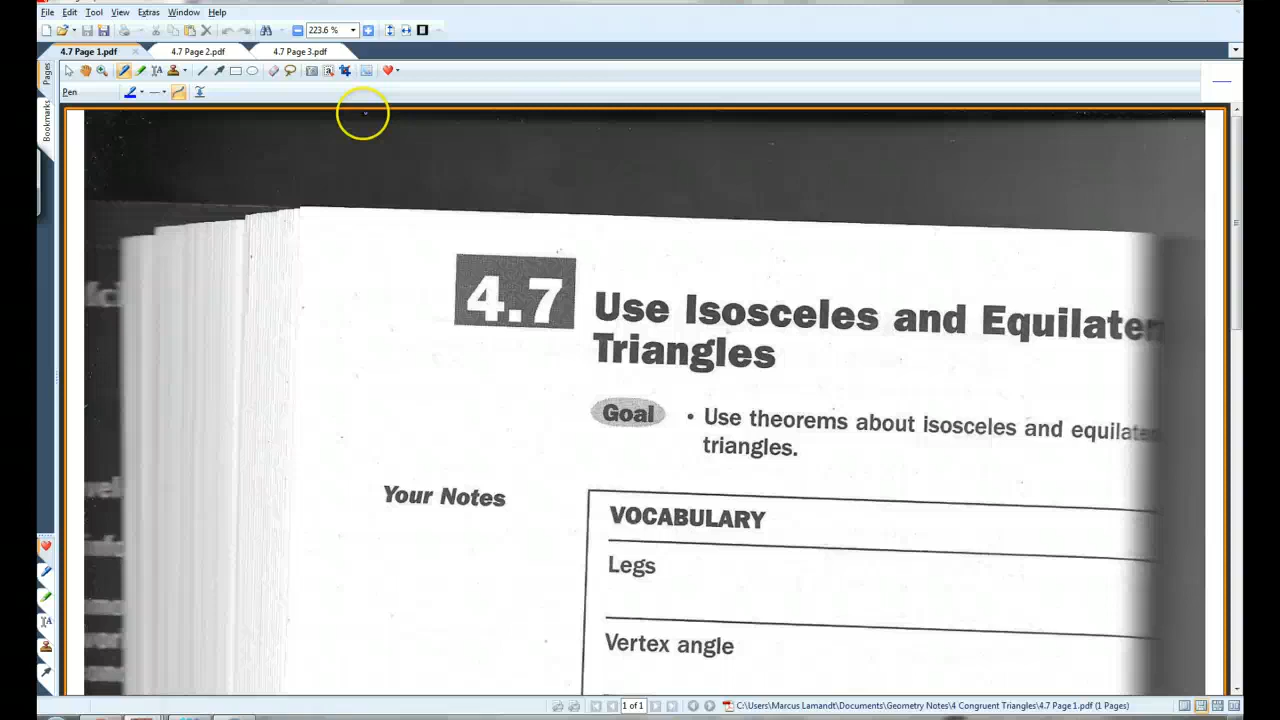 File Edit Tool View Extras Window Help
223.6 %
4.7 Page 1.pdf 4.7 Page 2.pdf 4.7 Page 3.pdf
Pages
Bookmarks
Pen
4.7 Use Isosceles and Equilater
Triangles
Goal • Use theorems about isosceles and equilate
triangles.
Your Notes
VOCABULARY
Legs
Vertex angle
1 of 1 C:\Users\Marcus Lamandt\Documents\Geometry Notes\4 Congruent Triangles\4.7 Page 1.pdf (1 Pages)